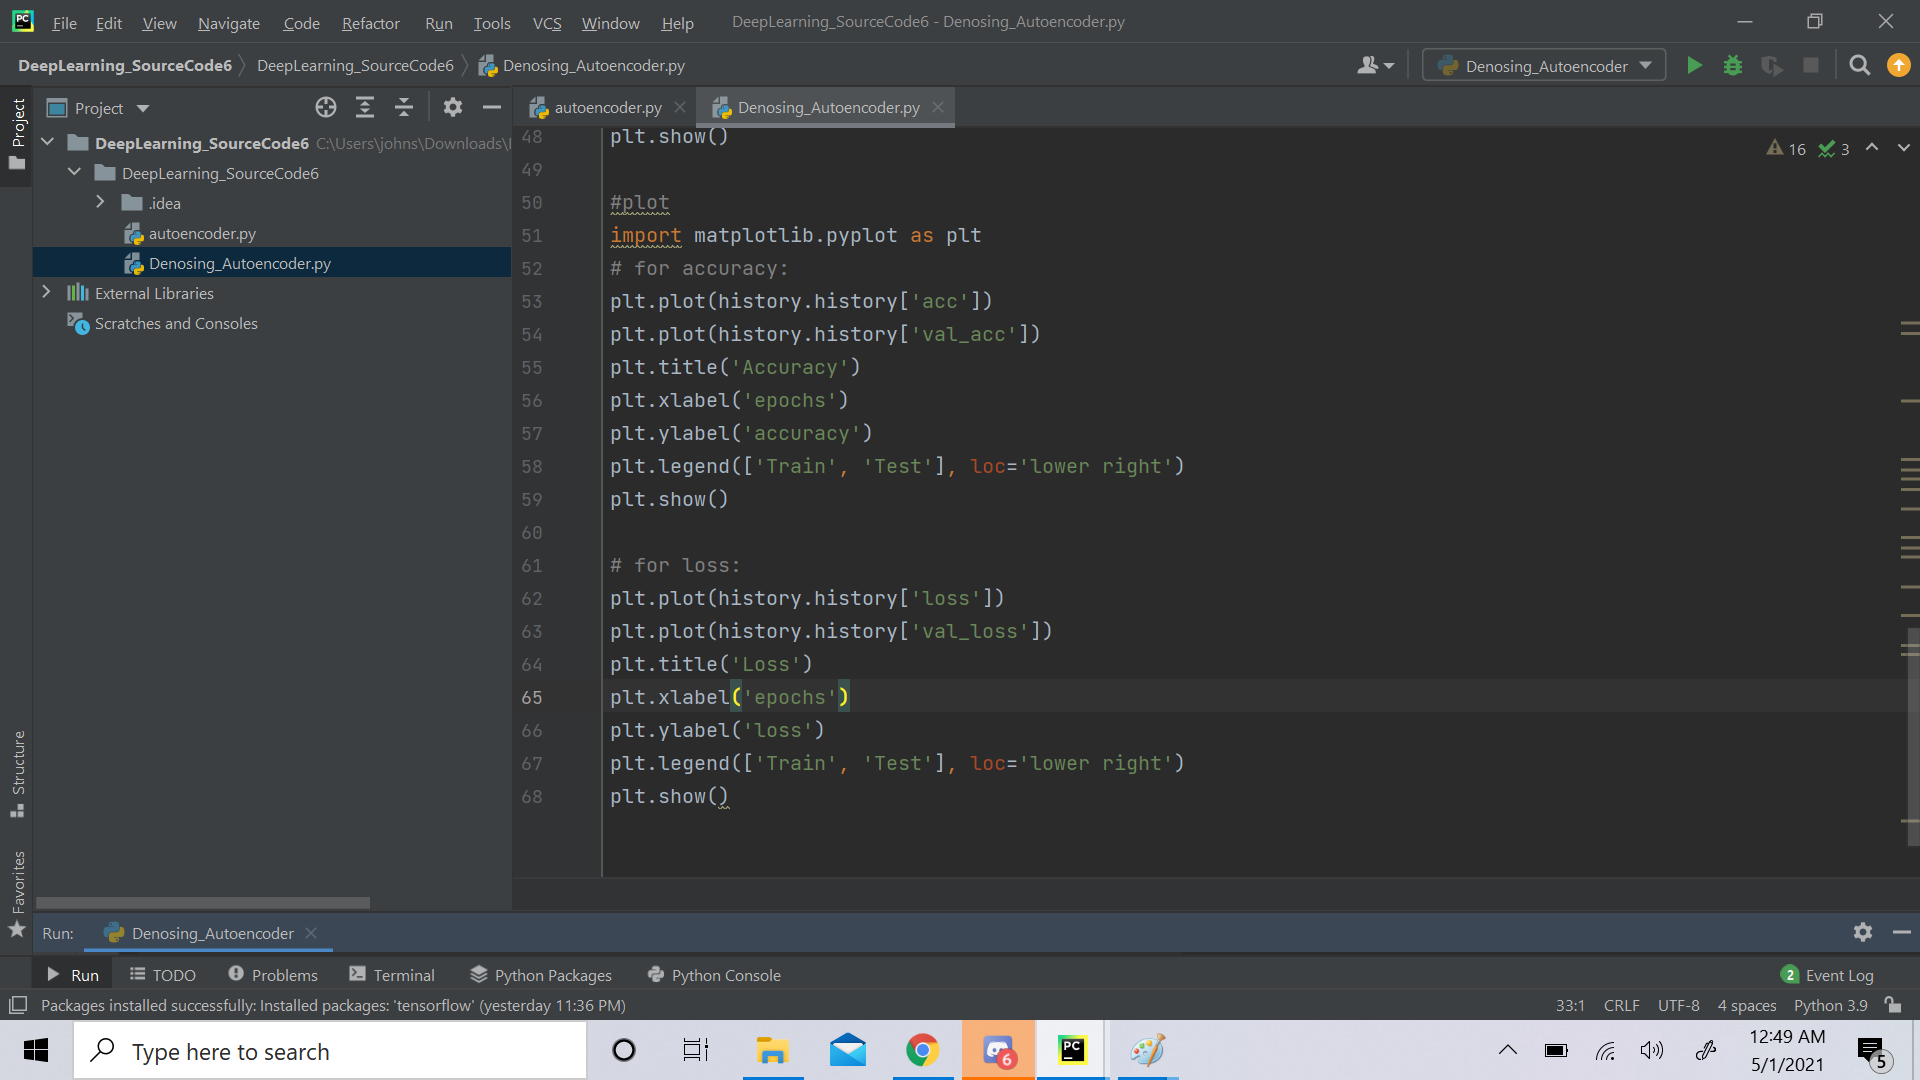 PC File Edit View Navigate Code Refactor Run Tools VCS Window Help DeepLearning_SourceCode6 - Denosing_Autoencoder.py
DeepLearning_SourceCode6 DeepLearning_SourceCode6 Denosing_Autoencoder.py Denosing_Autoencoder
Project
Project
DeepLearning_SourceCode6 C:\Users\johns\Downloads\
DeepLearning_SourceCode6
.idea
autoencoder.py
Denosing_Autoencoder.py
External Libraries
Scratches and Consoles
Structure
Favorites
autoencoder.py Denosing_Autoencoder.py
16 3
48 plt.show()
49
50 #plot
51 import matplotlib.pyplot as plt
52 # for accuracy:
53 plt.plot(history.history['acc'])
54 plt.plot(history.history['val_acc'])
55 plt.title('Accuracy')
56 plt.xlabel('epochs')
57 plt.ylabel('accuracy')
58 plt.legend(['Train', 'Test'], loc='lower right')
59 plt.show()
60
61 # for loss:
62 plt.plot(history.history['loss'])
63 plt.plot(history.history['val_loss'])
64 plt.title('Loss')
65 plt.xlabel('epochs')
66 plt.ylabel('loss')
67 plt.legend(['Train', 'Test'], loc='lower right')
68 plt.show()
Run: Denosing_Autoencoder
Run TODO Problems Terminal Python Packages Python Console 2 Event Log
Packages installed successfully: Installed packages: 'tensorflow' (yesterday 11:36 PM) 33:1 CRLF UTF-8 4 spaces Python 3.9
Type here to search 6 PC 12:49 AM
5/1/2021 5